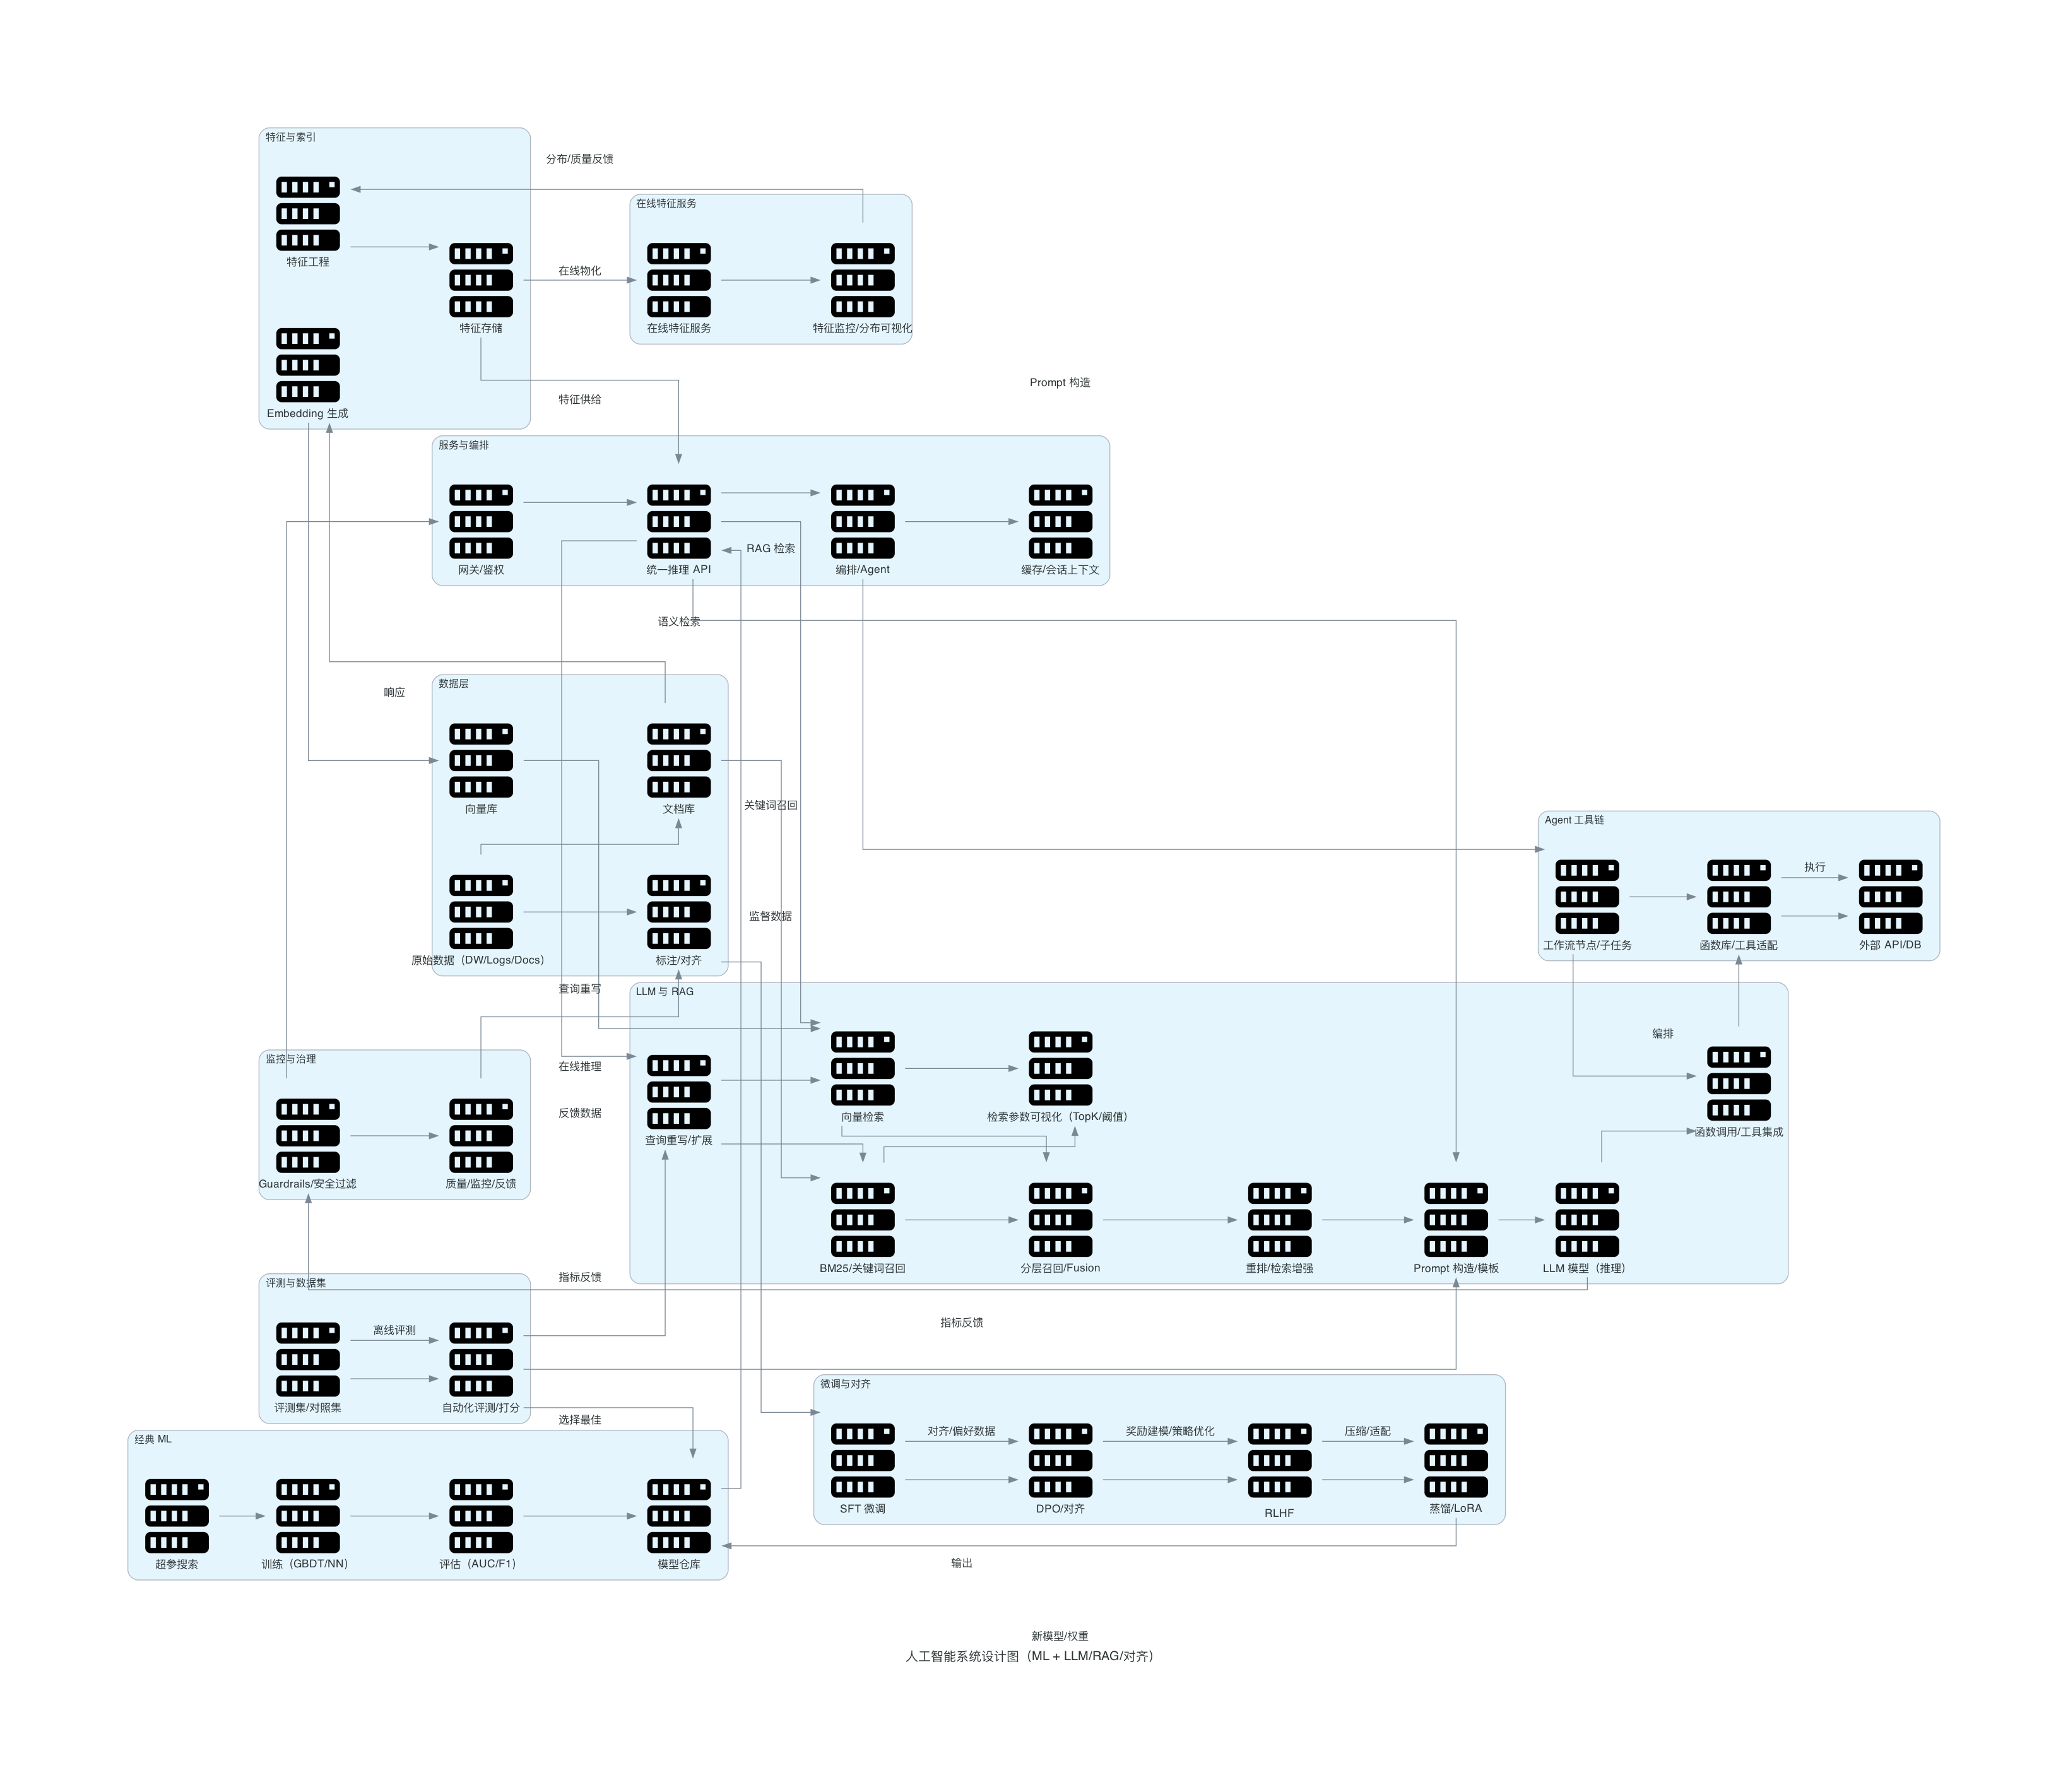 特征与索引
分布/质量反馈
特征工程
特征存储
Embedding 生成
在线物化
在线特征服务
在线特征服务
特征监控/分布可视化
特征供给
Prompt 构造
服务与编排
网关/鉴权
统一推理 API
RAG 检索
编排/Agent
缓存/会话上下文
语义检索
响应
数据层
向量库
文档库
关键词召回
原始数据（DW/Logs/Docs）
标注/对齐
监督数据
查询重写
Agent 工具链
工作流节点/子任务
函数库/工具适配
执行
外部 API/DB
LLM 与 RAG
编排
在线推理
反馈数据
查询重写/扩展
向量检索
检索参数可视化（TopK/阈值）
函数调用/工具集成
BM25/关键词召回
分层召回/Fusion
重排/检索增强
Prompt 构造/模板
LLM 模型（推理）
监控与治理
Guardrails/安全过滤
质量/监控/反馈
评测与数据集
指标反馈
指标反馈
离线评测
评测集/对照集
自动化评测/打分
选择最佳
微调与对齐
SFT 微调
对齐/偏好数据
DPO/对齐
奖励建模/策略优化
RLHF
压缩/适配
蒸馏/LoRA
经典 ML
超参搜索
训练（GBDT/NN）
评估（AUC/F1）
模型仓库
输出
新模型/权重
人工智能系统设计图（ML + LLM/RAG/对齐）